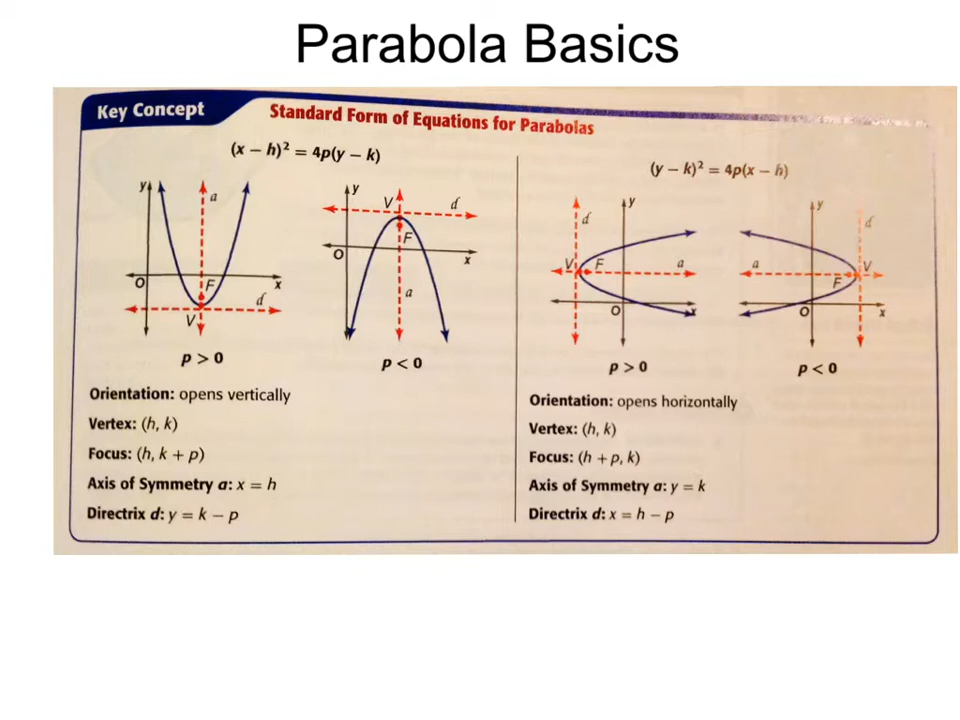 Parabola Basics
Key Concept
Standard Form of Equations for Parabolas
(x − h)² = 4p(y − k)
y
a
O
F
x
d
V
p > 0
y
V
d
F
O
x
a
p < 0
Orientation: opens vertically
Vertex: (h, k)
Focus: (h, k + p)
Axis of Symmetry a: x = h
Directrix d: y = k − p
(y − k)² = 4p(x − h)
d
y
V
F
a
O
x
p > 0
y
d
a
V
F
O
x
p < 0
Orientation: opens horizontally
Vertex: (h, k)
Focus: (h + p, k)
Axis of Symmetry a: y = k
Directrix d: x = h − p